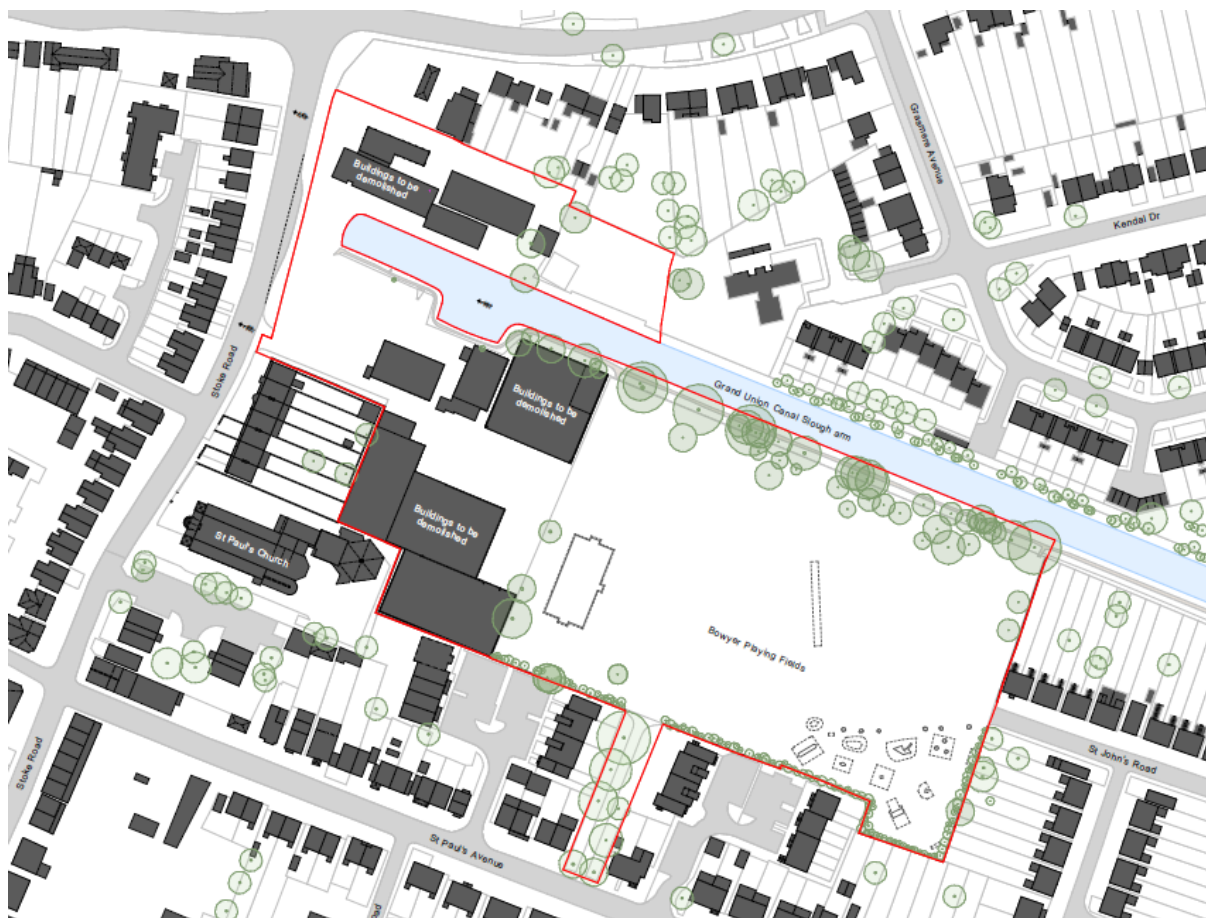 Grasmere Avenue
Buildings to be
demolished
Kendal Dr
Stoke Road
Grand Union Canal Slough arm
Buildings to be
demolished
Buildings to be
demolished
St Paul's Church
Bowyer Playing Fields
St John's Road
Stoke Road
St Paul's Avenue